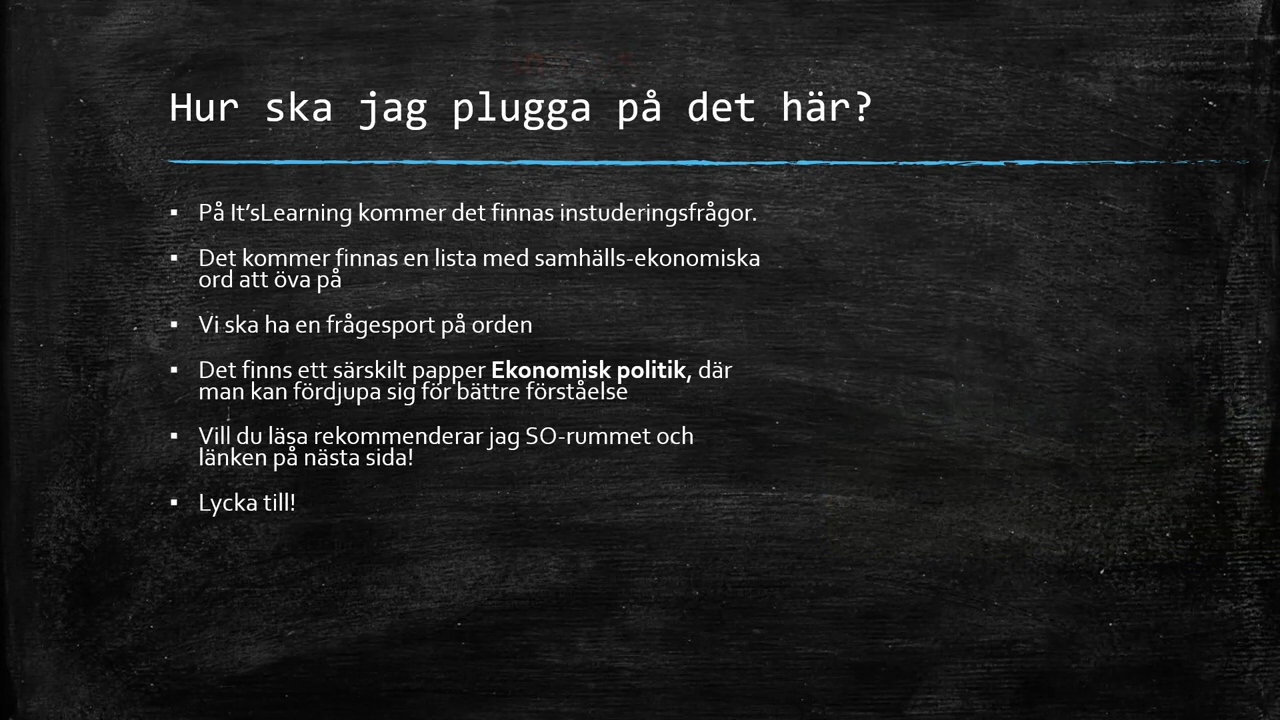 Hur ska jag plugga på det här?
▪ På It’sLearning kommer det finnas instuderingsfrågor.
▪ Det kommer finnas en lista med samhälls-ekonomiska
ord att öva på
▪ Vi ska ha en frågesport på orden
▪ Det finns ett särskilt papper Ekonomisk politik, där
man kan fördjupa sig för bättre förståelse
▪ Vill du läsa rekommenderar jag SO-rummet och
länken på nästa sida!
▪ Lycka till!